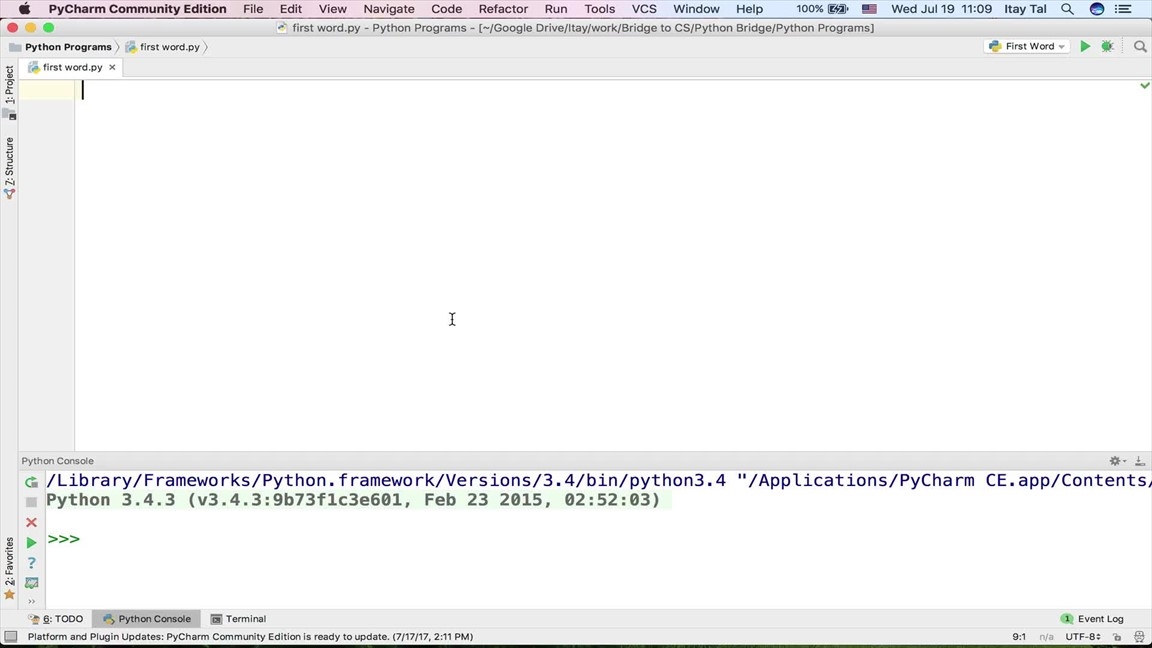 PyCharm Community Edition File Edit View Navigate Code Refactor Run Tools VCS Window Help 100% Wed Jul 19 11:09 Itay Tal
first word.py - Python Programs - [~/Google Drive/Itay/work/Bridge to CS/Python Bridge/Python Programs]
Python Programs first word.py First Word
first word.py
1: Project
7: Structure
2: Favorites
Python Console
/Library/Frameworks/Python.framework/Versions/3.4/bin/python3.4 "/Applications/PyCharm CE.app/Contents/
Python 3.4.3 (v3.4.3:9b73f1c3e601, Feb 23 2015, 02:52:03)
>>>
6: TODO Python Console Terminal 1 Event Log
Platform and Plugin Updates: PyCharm Community Edition is ready to update. (7/17/17, 2:11 PM) 9:1 n/a UTF-8